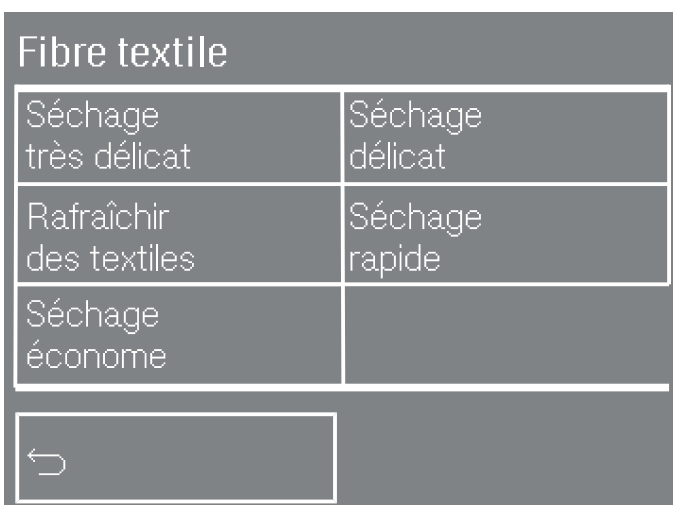 Fibre textile
Séchage
très délicat
Séchage
délicat
Rafraîchir
des textiles
Séchage
rapide
Séchage
économe